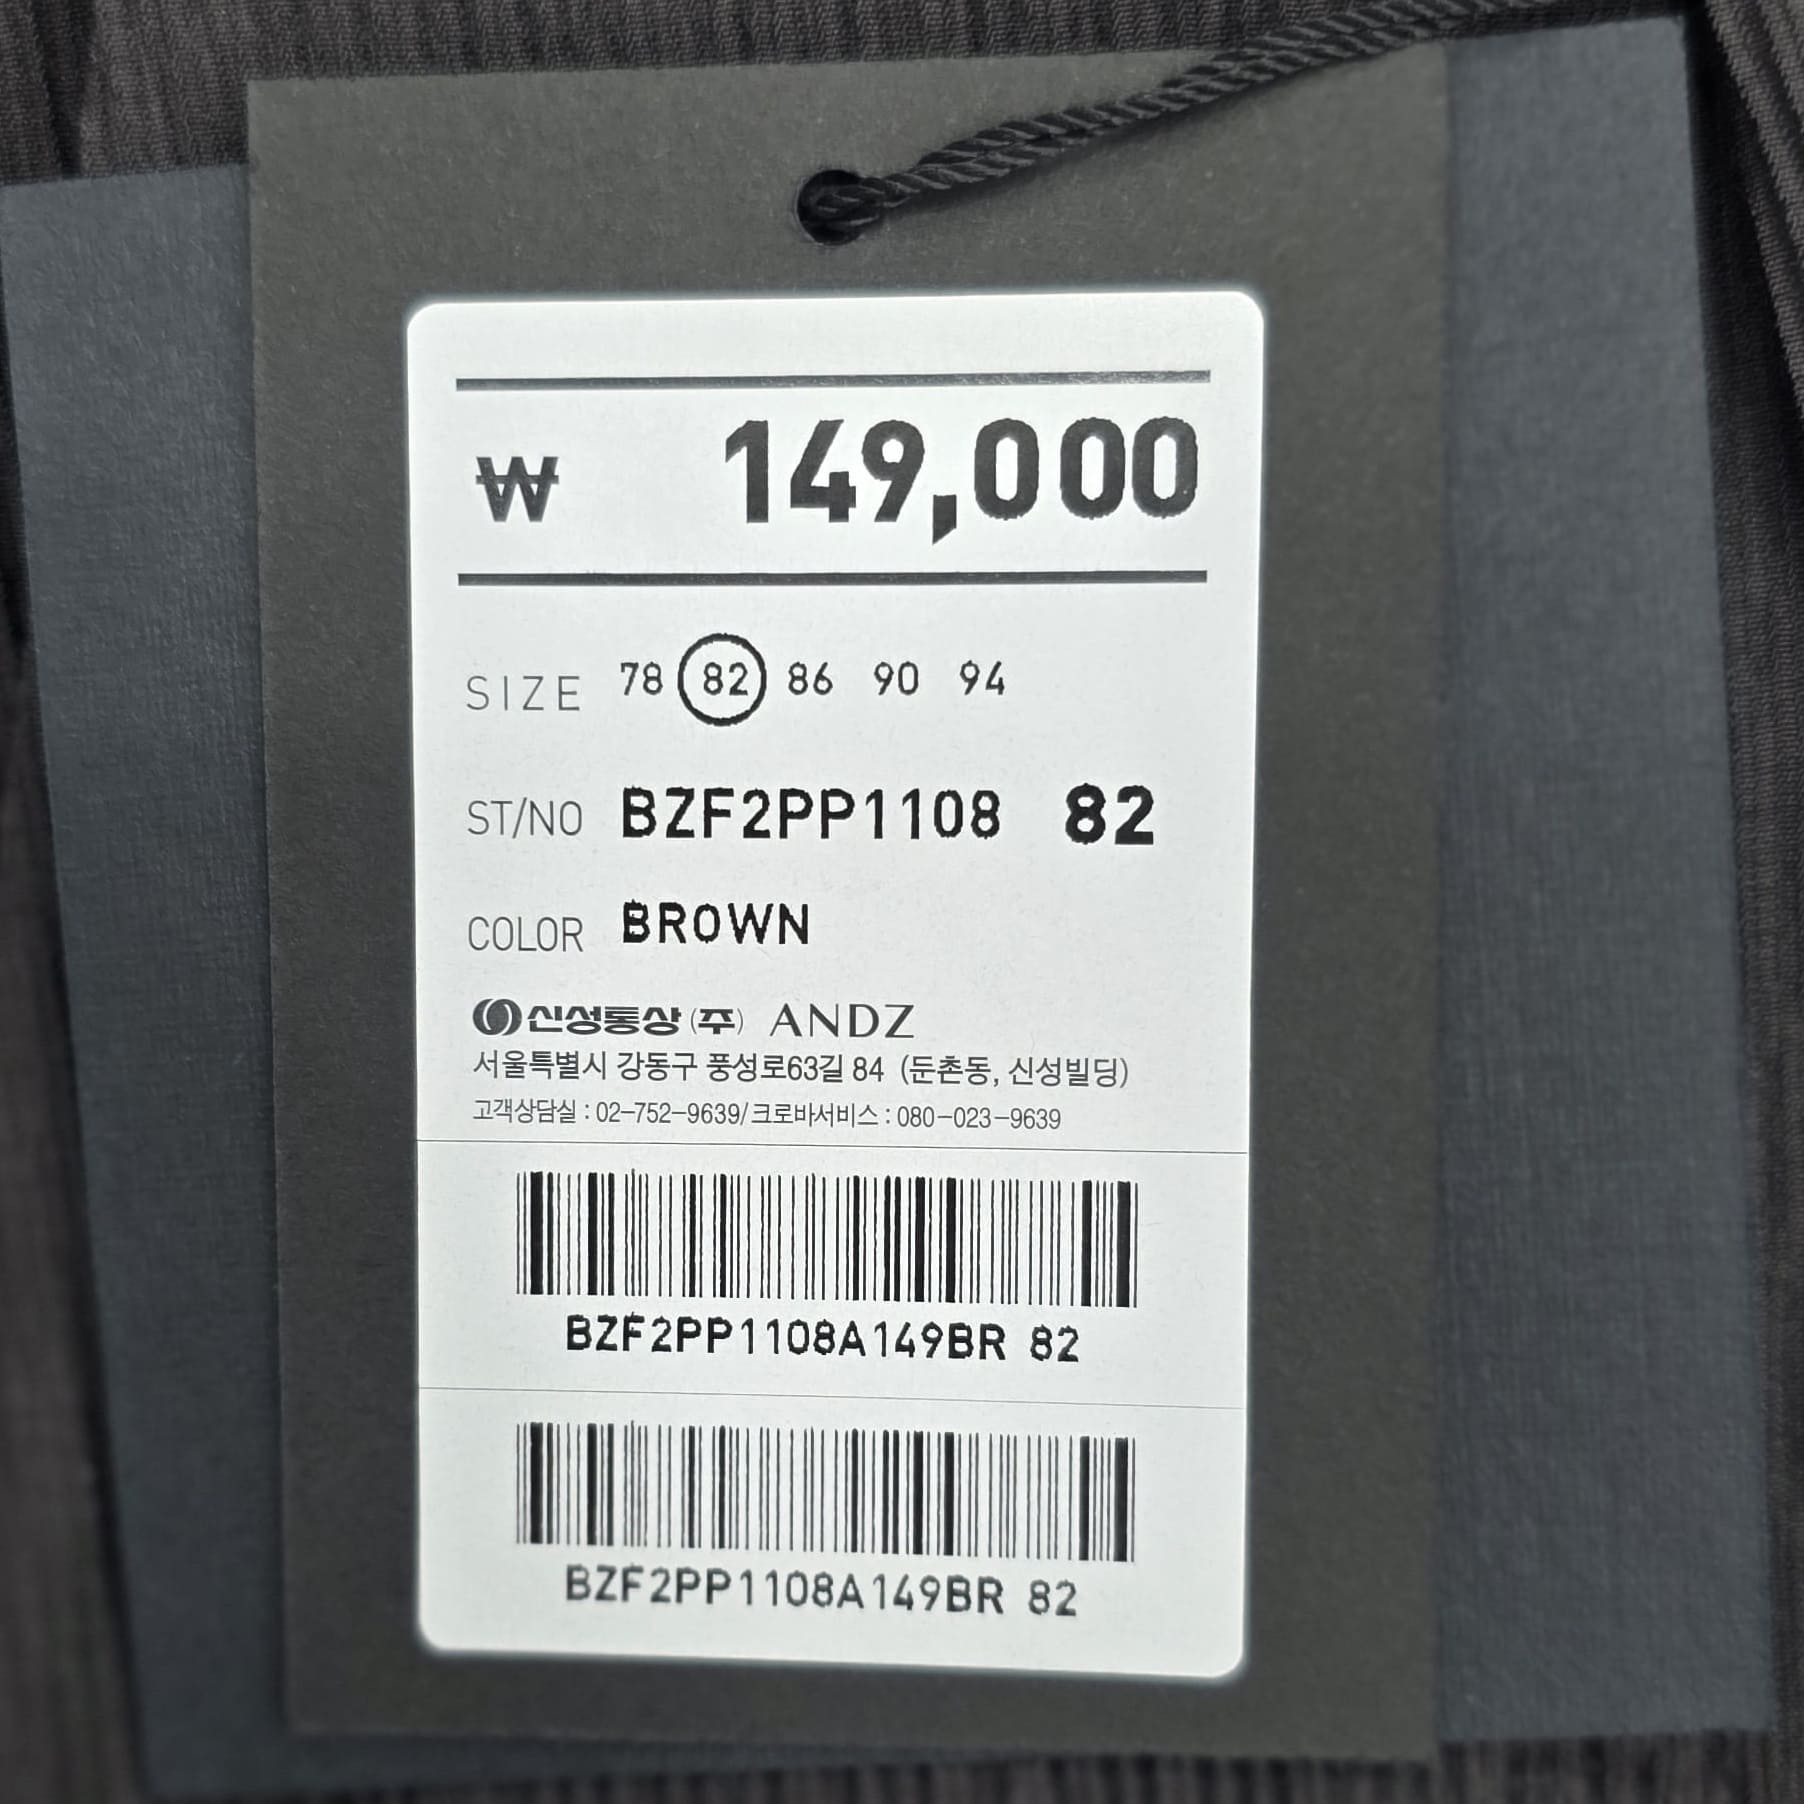 ₩ 149,000
SIZE 78 82 86 90 94
ST/NO BZF2PP1108 82
COLOR BROWN
신성통상(주) ANDZ
서울특별시 강동구 풍성로63길 84 (둔촌동, 신성빌딩)
고객상담실 : 02-752-9639/크로바서비스 : 080-023-9639
BZF2PP1108A149BR 82
BZF2PP1108A149BR 82